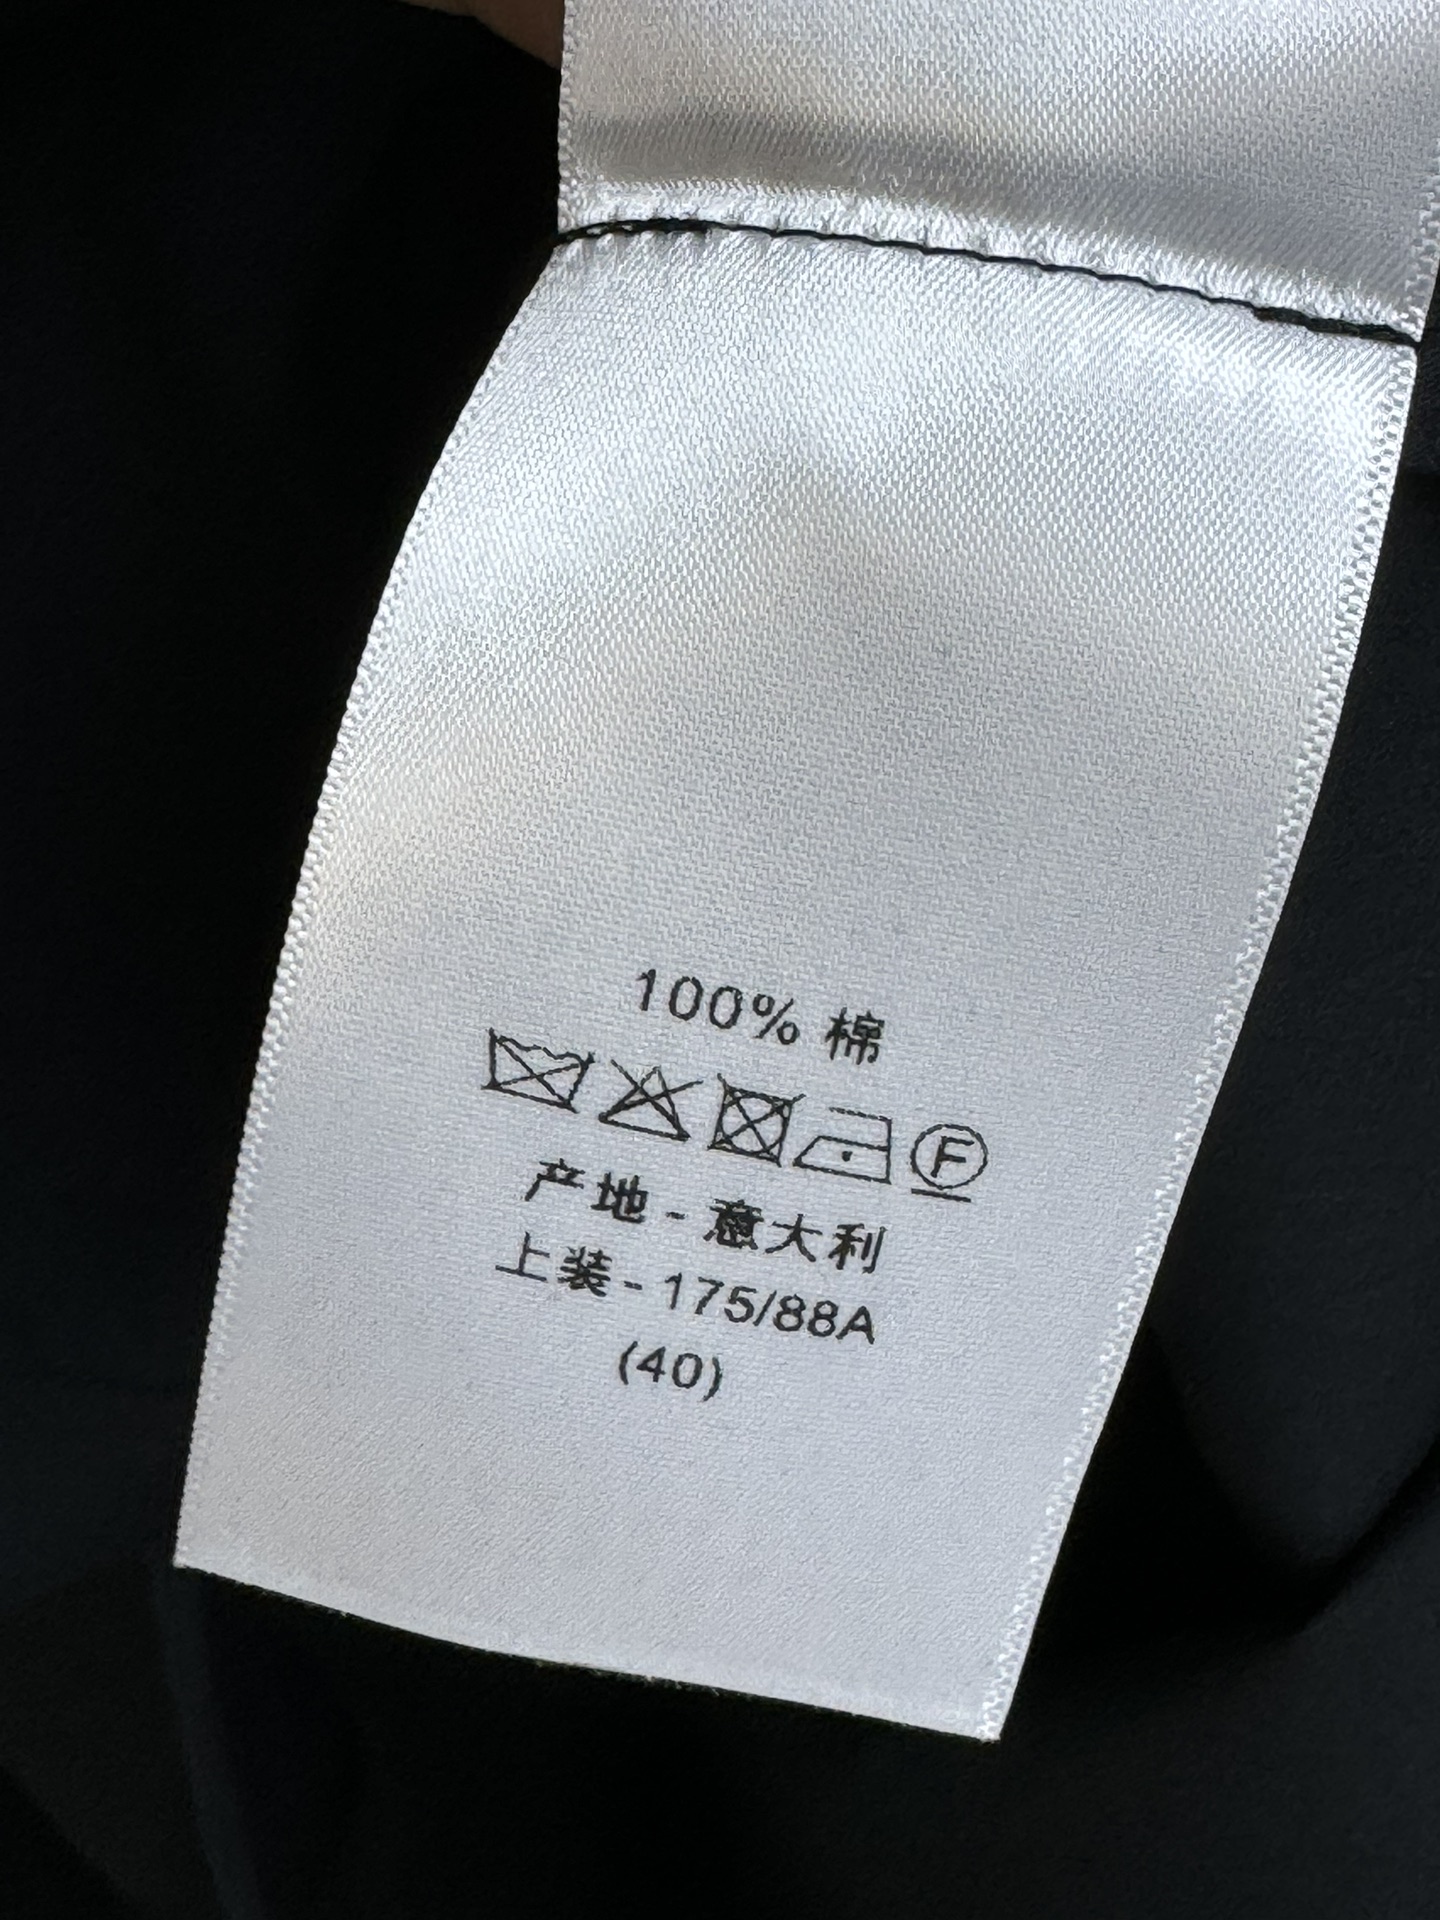 100% 棉
F
产地 - 意大利
上装 - 175/88A
(40)